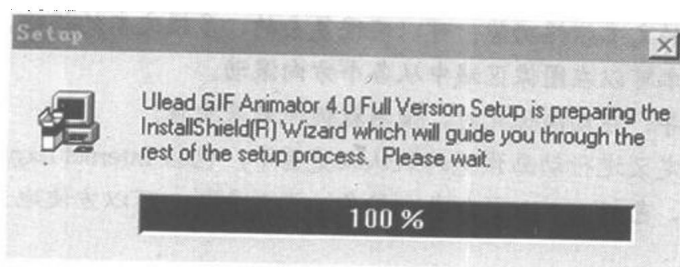 Setup
Ulead GIF Animator 4.0 Full Version Setup is preparing the
InstallShield(R) Wizard which will guide you through the
rest of the setup process. Please wait.
100 %